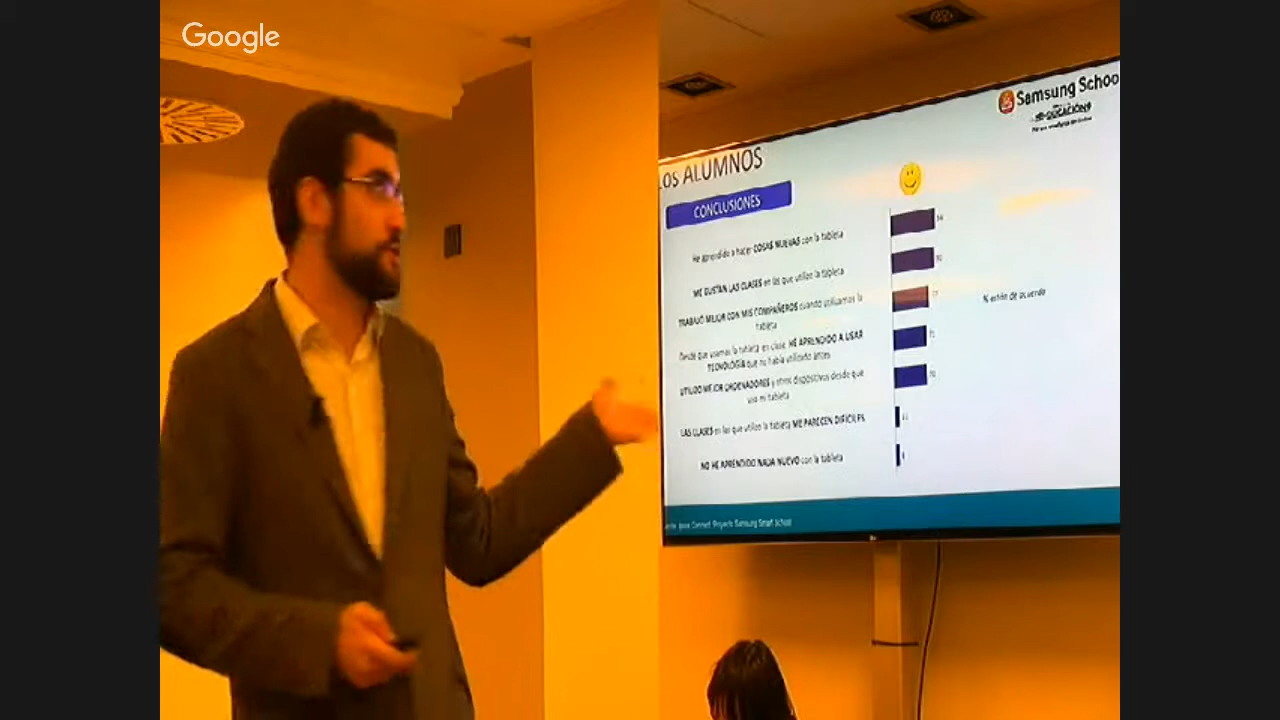 Google
Samsung Schoo
LOS ALUMNOS
CONCLUSIONES
He aprendido a hacer COSAS NUEVAS con la tableta
ME GUSTAN LAS CLASES en las que utilizo la tableta
TRABAJO MEJOR CON MIS COMPAÑEROS cuando utilizamos la
tableta
% están de acuerdo
Desde que usamos la tableta en clase HE APRENDIDO A USAR
TECNOLOGÍA que no había utilizado antes
UTILIZO MEJOR ORDENADORES y otros dispositivos desde que
uso mi tableta
LAS CLASES en las que utilizo la tableta ME PARECEN DIFÍCILES
NO HE APRENDIDO NADA NUEVO con la tableta
Proyecto Samsung Smart School